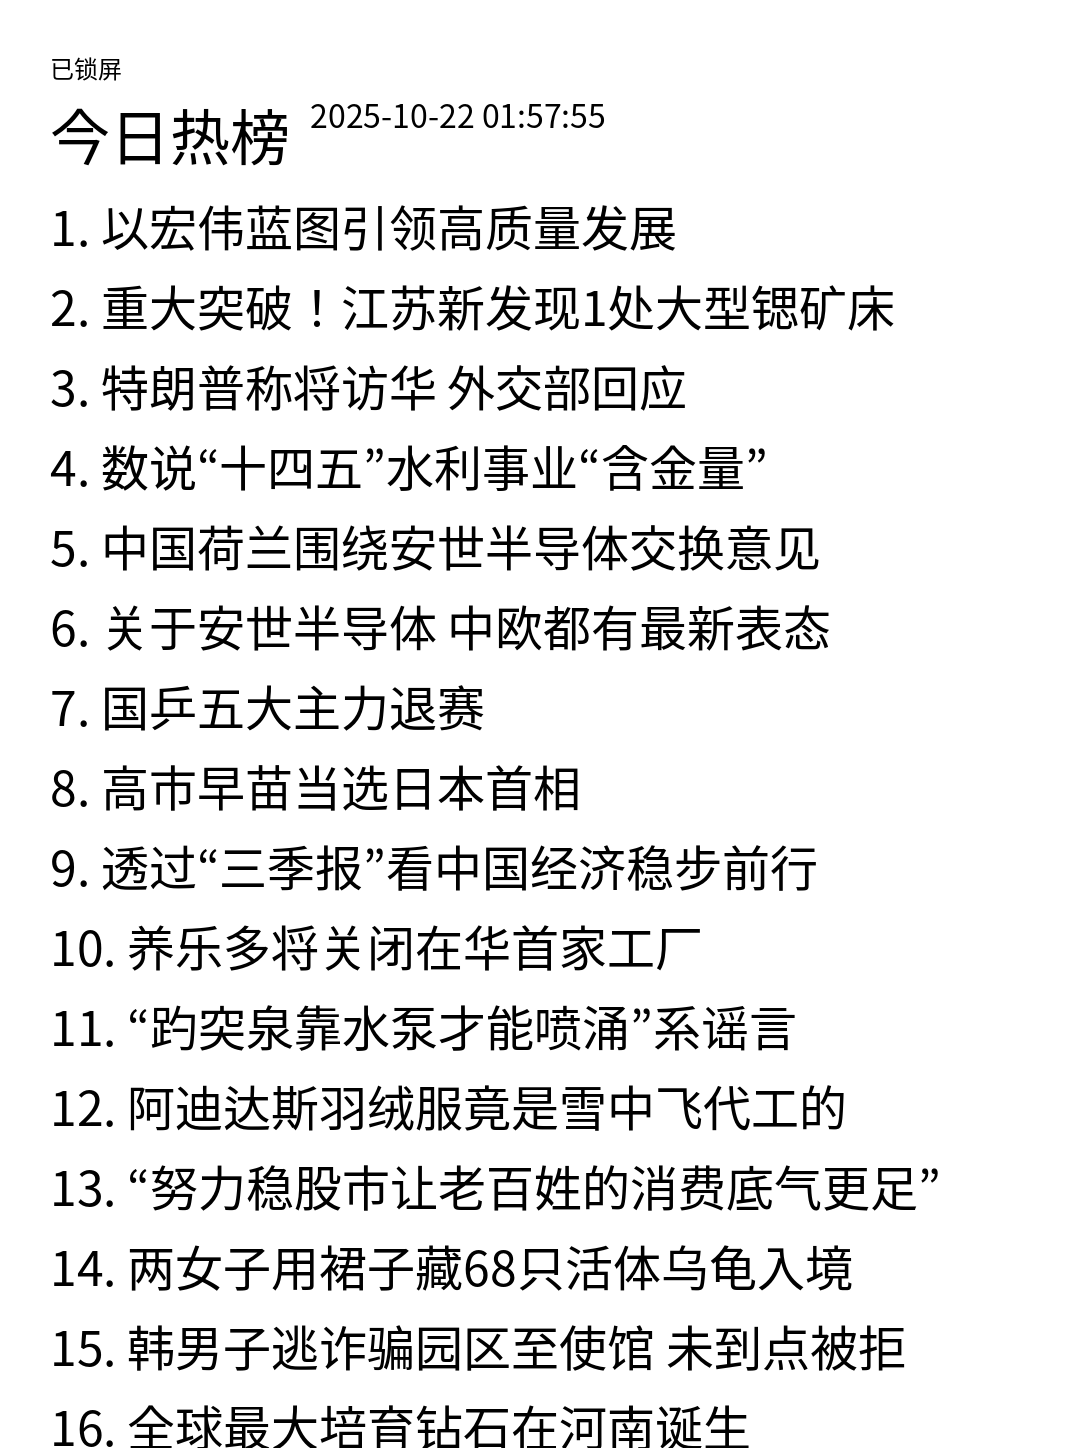 已锁屏
今日热榜 2025-10-22 01:57:55
1. 以宏伟蓝图引领高质量发展
2. 重大突破！江苏新发现1处大型锶矿床
3. 特朗普称将访华 外交部回应
4. 数说“十四五”水利事业“含金量”
5. 中国荷兰围绕安世半导体交换意见
6. 关于安世半导体 中欧都有最新表态
7. 国乒五大主力退赛
8. 高市早苗当选日本首相
9. 透过“三季报”看中国经济稳步前行
10. 养乐多将关闭在华首家工厂
11. “趵突泉靠水泵才能喷涌”系谣言
12. 阿迪达斯羽绒服竟是雪中飞代工的
13. “努力稳股市让老百姓的消费底气更足”
14. 两女子用裙子藏68只活体乌龟入境
15. 韩男子逃诈骗园区至使馆 未到点被拒
16. 全球最大培育钻石在河南诞生